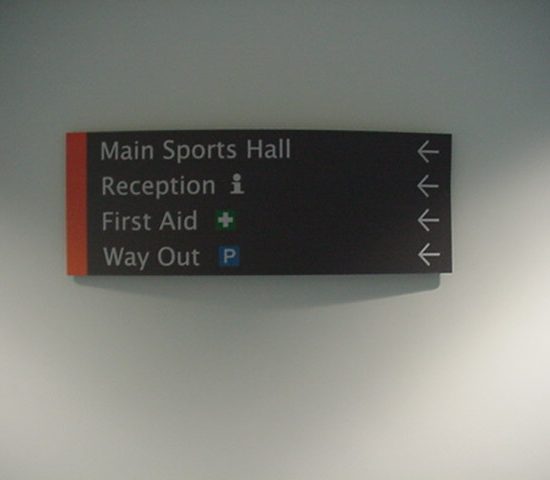 Main Sports Hall ←
Reception i ←
First Aid ←
Way Out P ←